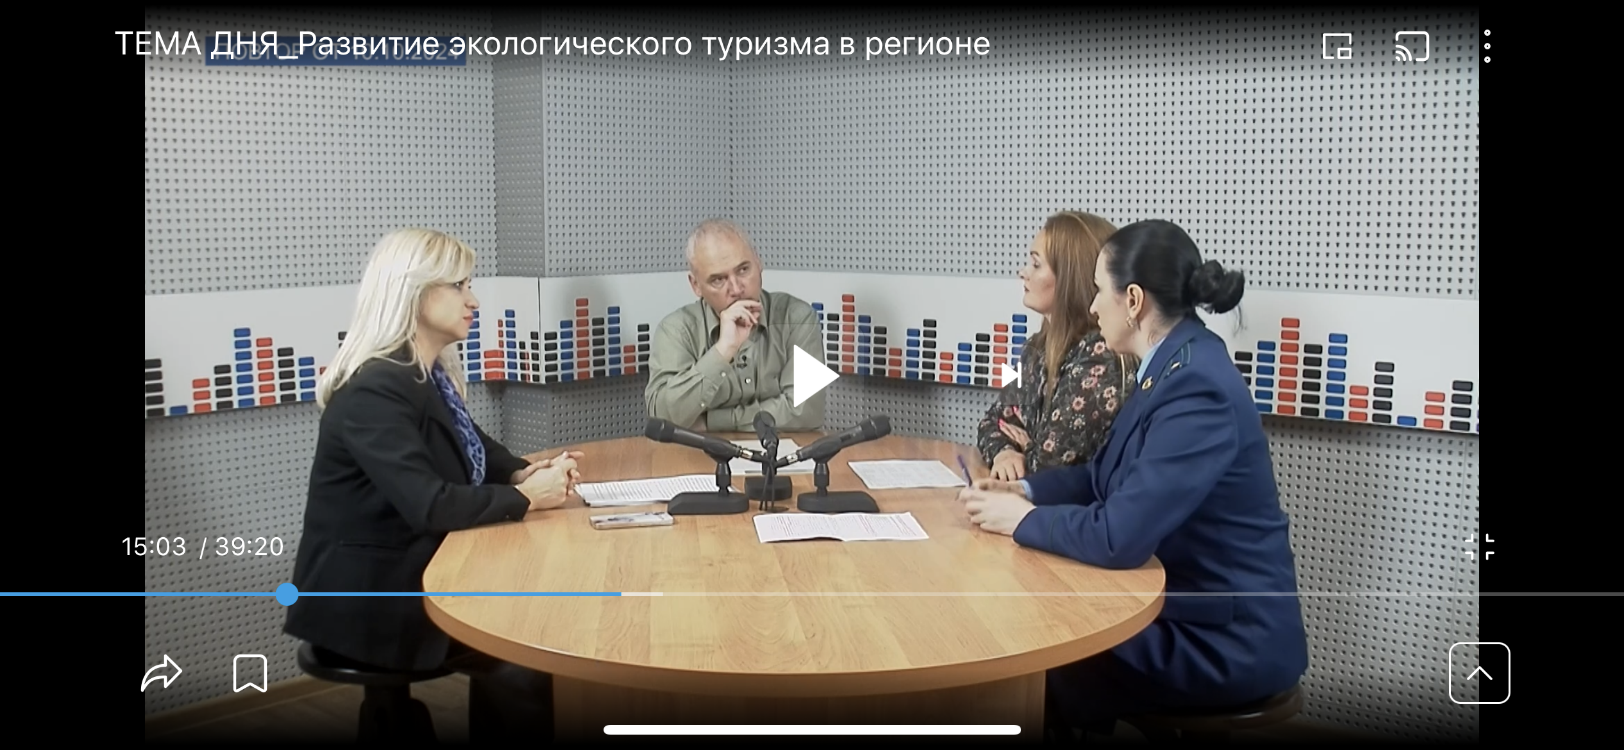 ТЕМА ДНЯ_Развитие экологического туризма в регионе
15:03 / 39:20